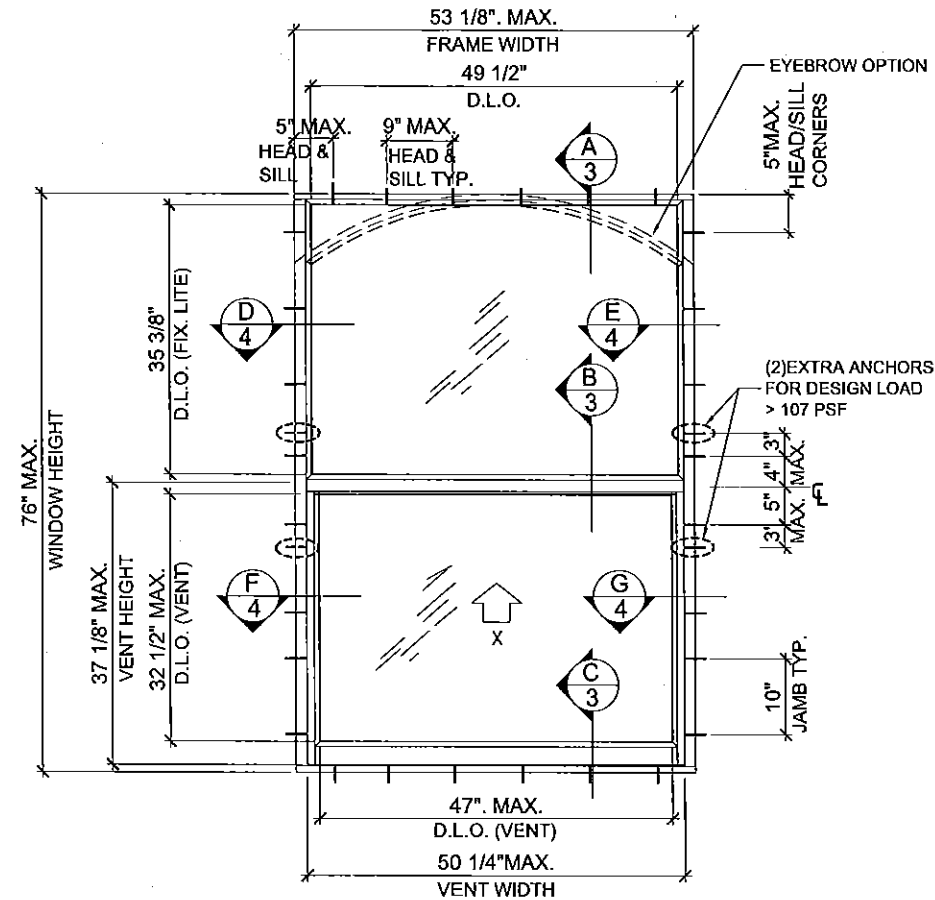 53 1/8". MAX.
FRAME WIDTH
49 1/2"
D.L.O.
EYEBROW OPTION
5" MAX.
HEAD &
SILL
9" MAX.
HEAD &
SILL TYP.
A
3
5"MAX.
HEAD/SILL
CORNERS
76" MAX.
WINDOW HEIGHT
35 3/8"
D.L.O. (FIX. LITE)
D
4
E
4
B
3
(2)EXTRA ANCHORS
FOR DESIGN LOAD
> 107 PSF
3"
4"
MAX.
5"
MAX.
3"
℄
37 1/8" MAX.
VENT HEIGHT
32 1/2" MAX.
D.L.O. (VENT)
F
4
X
G
4
C
3
10"
JAMB TYP.
47". MAX.
D.L.O. (VENT)
50 1/4"MAX.
VENT WIDTH